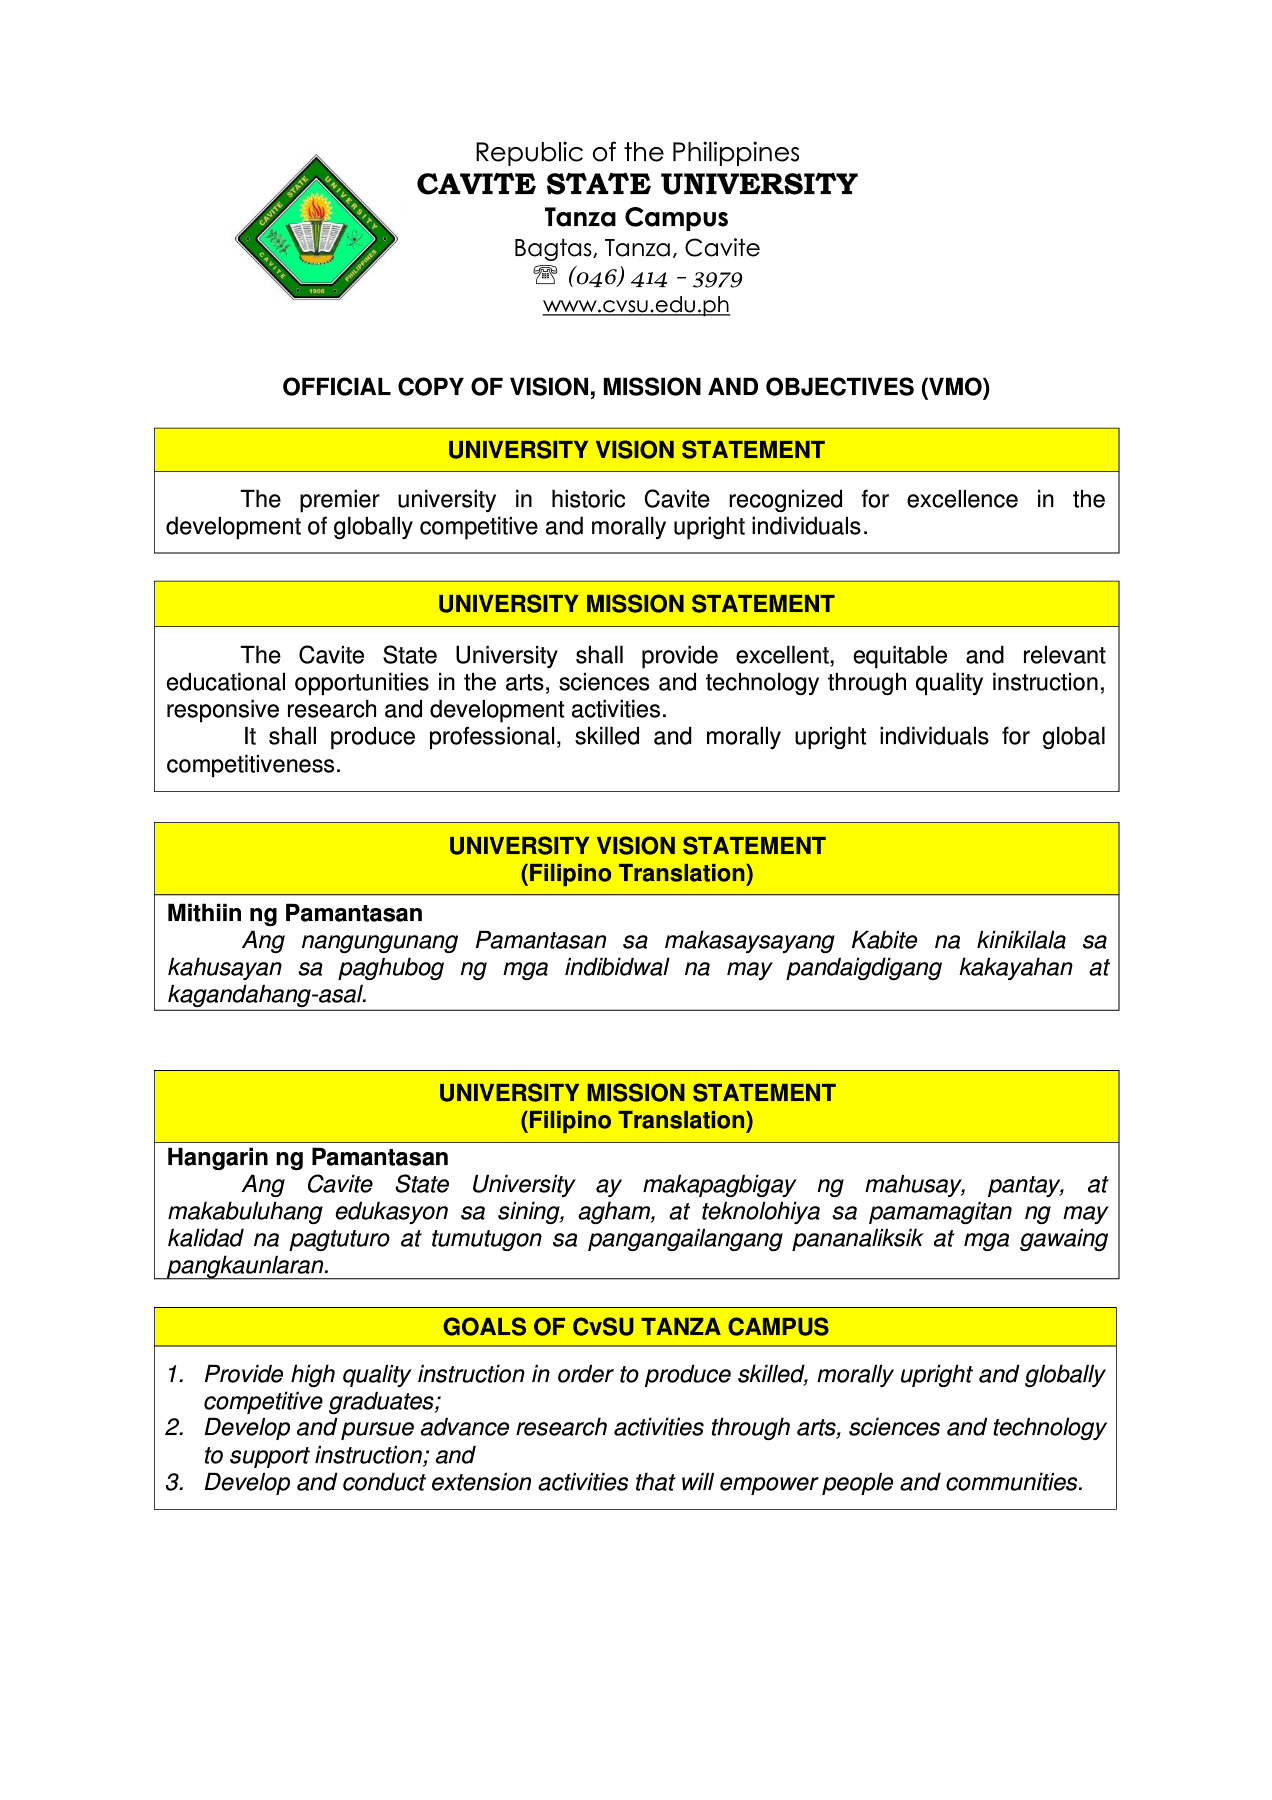 Republic of the Philippines
CAVITE STATE UNIVERSITY
Tanza Campus
Bagtas, Tanza, Cavite
☏ (046) 414 – 3979
www.cvsu.edu.ph
CAVITE STATE UNIVERSITY
CAVITE PHILIPPINES
1906
OFFICIAL COPY OF VISION, MISSION AND OBJECTIVES (VMO)
UNIVERSITY VISION STATEMENT
The premier university in historic Cavite recognized for excellence in the
development of globally competitive and morally upright individuals.
UNIVERSITY MISSION STATEMENT
The Cavite State University shall provide excellent, equitable and relevant
educational opportunities in the arts, sciences and technology through quality instruction,
responsive research and development activities.
It shall produce professional, skilled and morally upright individuals for global
competitiveness.
UNIVERSITY VISION STATEMENT
(Filipino Translation)
Mithiin ng Pamantasan
Ang nangungunang Pamantasan sa makasaysayang Kabite na kinikilala sa
kahusayan sa paghubog ng mga indibidwal na may pandaigdigang kakayahan at
kagandahang-asal.
UNIVERSITY MISSION STATEMENT
(Filipino Translation)
Hangarin ng Pamantasan
Ang Cavite State University ay makapagbigay ng mahusay, pantay, at
makabuluhang edukasyon sa sining, agham, at teknolohiya sa pamamagitan ng may
kalidad na pagtuturo at tumutugon sa pangangailangang pananaliksik at mga gawaing
pangkaunlaran.
GOALS OF CvSU TANZA CAMPUS
1. Provide high quality instruction in order to produce skilled, morally upright and globally
competitive graduates;
2. Develop and pursue advance research activities through arts, sciences and technology
to support instruction; and
3. Develop and conduct extension activities that will empower people and communities.